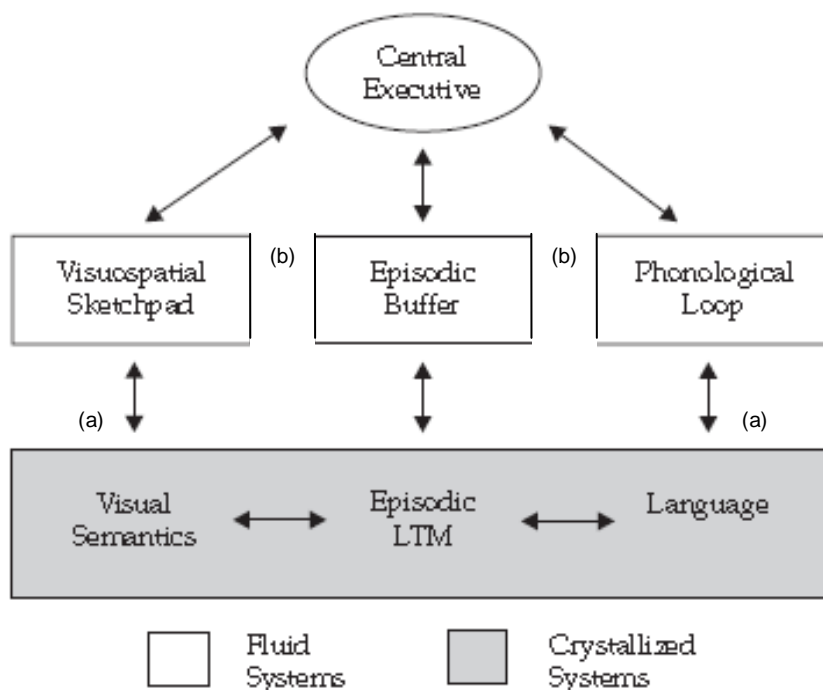 Central
Executive
Visuospatial
Sketchpad
(b)
Episodic
Buffer
(b)
Phonological
Loop
(a)
(a)
Visual
Semantics
Episodic
LTM
Language
Fluid
Systems
Crystallized
Systems